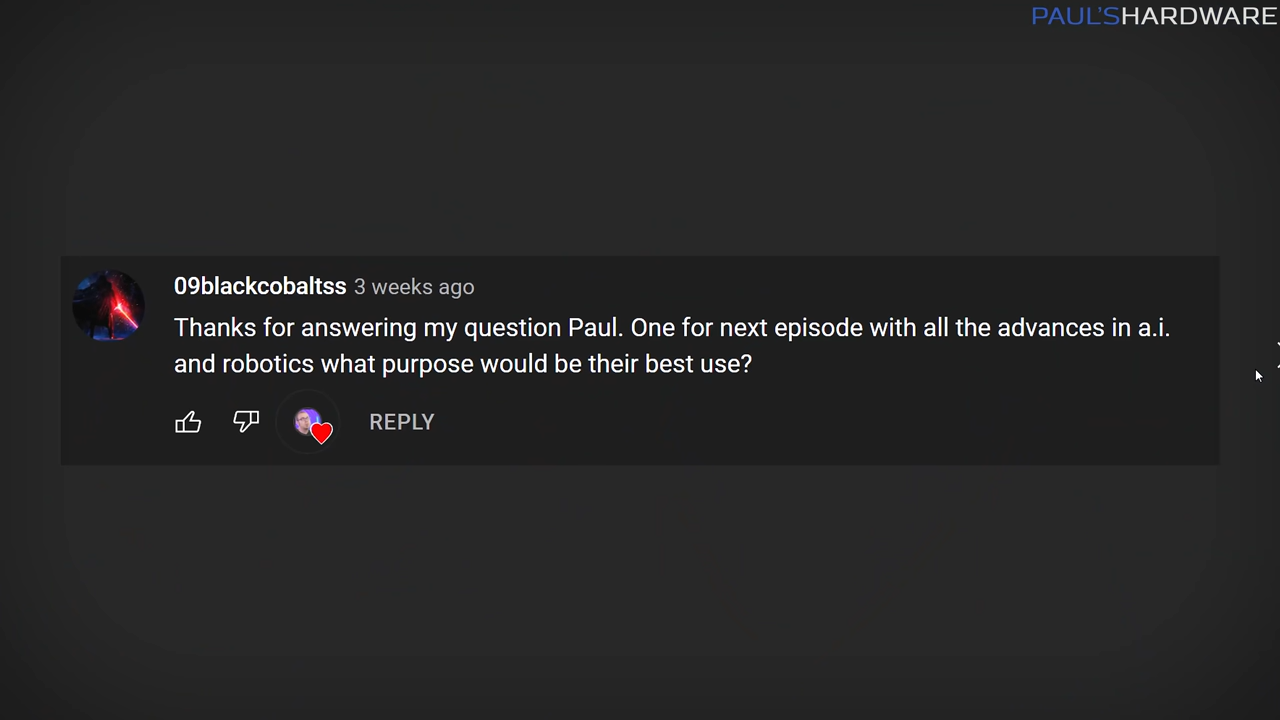 PAUL'SHARDWARE
09blackcobaltss 3 weeks ago
Thanks for answering my question Paul. One for next episode with all the advances in a.i.
and robotics what purpose would be their best use?
REPLY